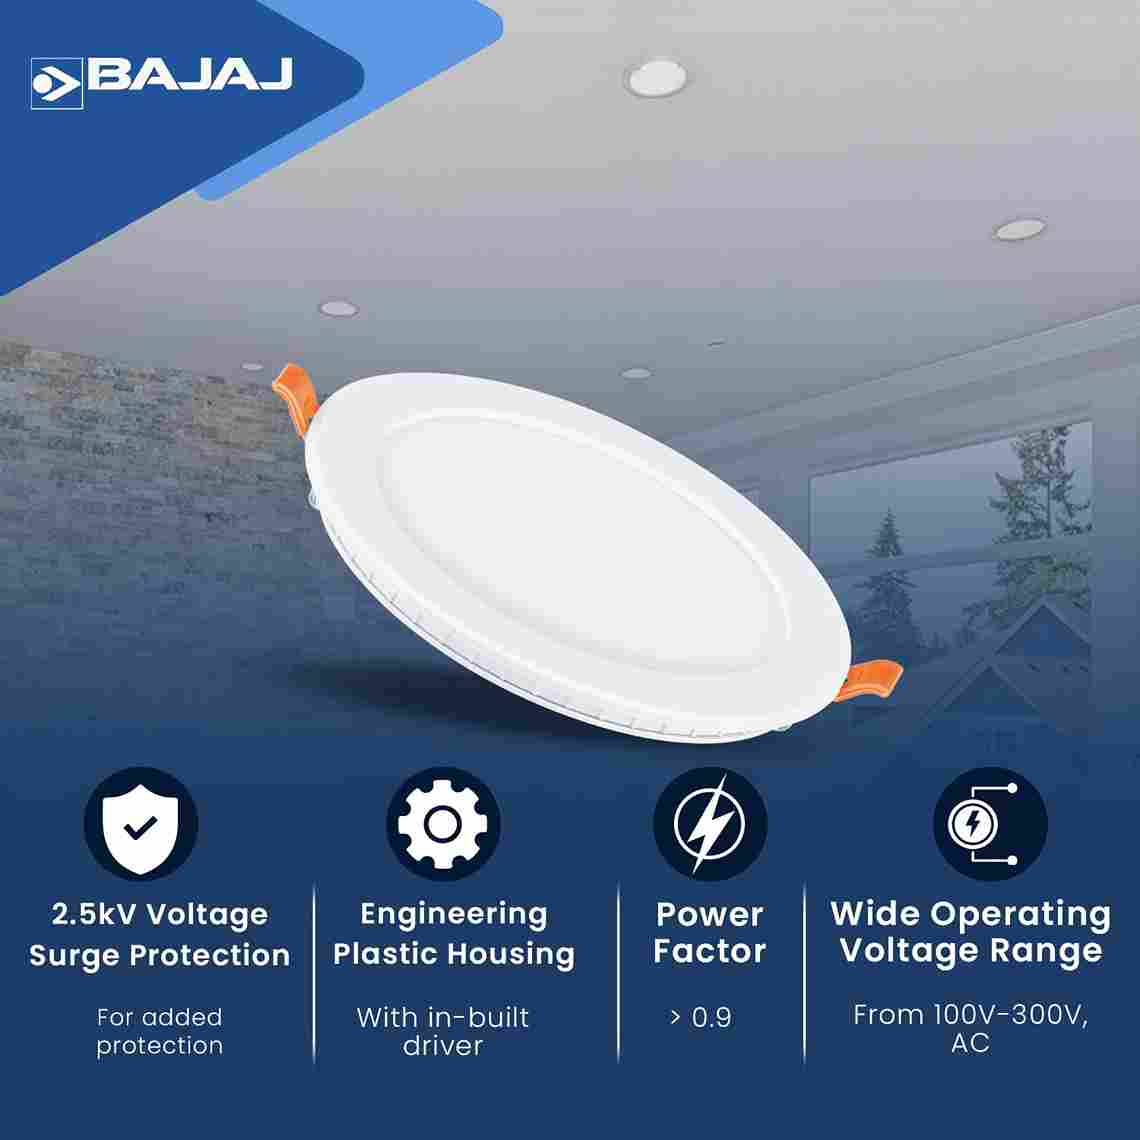 BAJAJ
2.5kV Voltage
Surge Protection
For added
protection
Engineering
Plastic Housing
With in-built
driver
Power
Factor
> 0.9
Wide Operating
Voltage Range
From 100V-300V,
AC